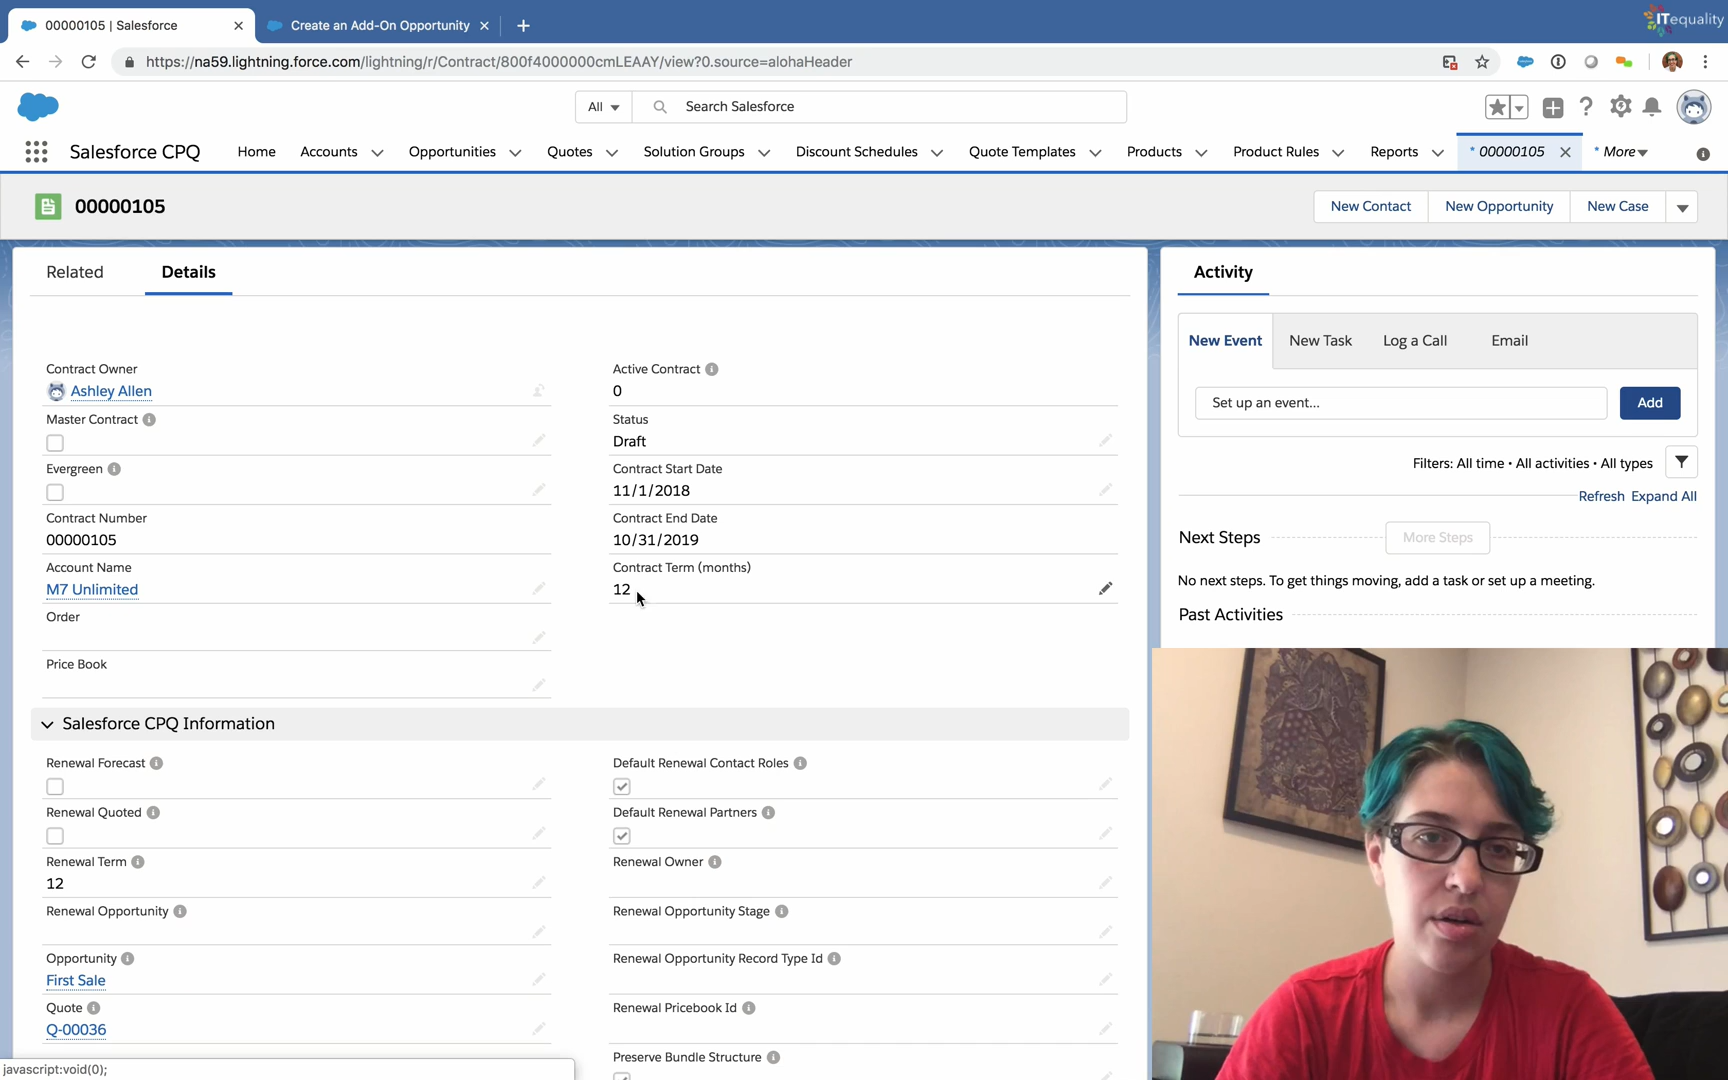 00000105 | Salesforce
Create an Add-On Opportunity
ITequality
https://na59.lightning.force.com/lightning/r/Contract/800f4000000cmLEAAY/view?0.source=alohaHeader
All
Search Salesforce
Salesforce CPQ
Home
Accounts
Opportunities
Quotes
Solution Groups
Discount Schedules
Quote Templates
Products
Product Rules
Reports
* 00000105
* More
00000105
New Contact
New Opportunity
New Case
Related
Details
Contract Owner
Ashley Allen
Master Contract
Evergreen
Contract Number
00000105
Account Name
M7 Unlimited
Order
Price Book
Active Contract
0
Status
Draft
Contract Start Date
11/1/2018
Contract End Date
10/31/2019
Contract Term (months)
12
Salesforce CPQ Information
Renewal Forecast
Renewal Quoted
Renewal Term
12
Renewal Opportunity
Opportunity
First Sale
Quote
Q-00036
Default Renewal Contact Roles
Default Renewal Partners
Renewal Owner
Renewal Opportunity Stage
Renewal Opportunity Record Type Id
Renewal Pricebook Id
Preserve Bundle Structure
Activity
New Event
New Task
Log a Call
Email
Set up an event...
Add
Filters: All time • All activities • All types
Refresh Expand All
Next Steps
More Steps
No next steps. To get things moving, add a task or set up a meeting.
Past Activities
javascript:void(0);